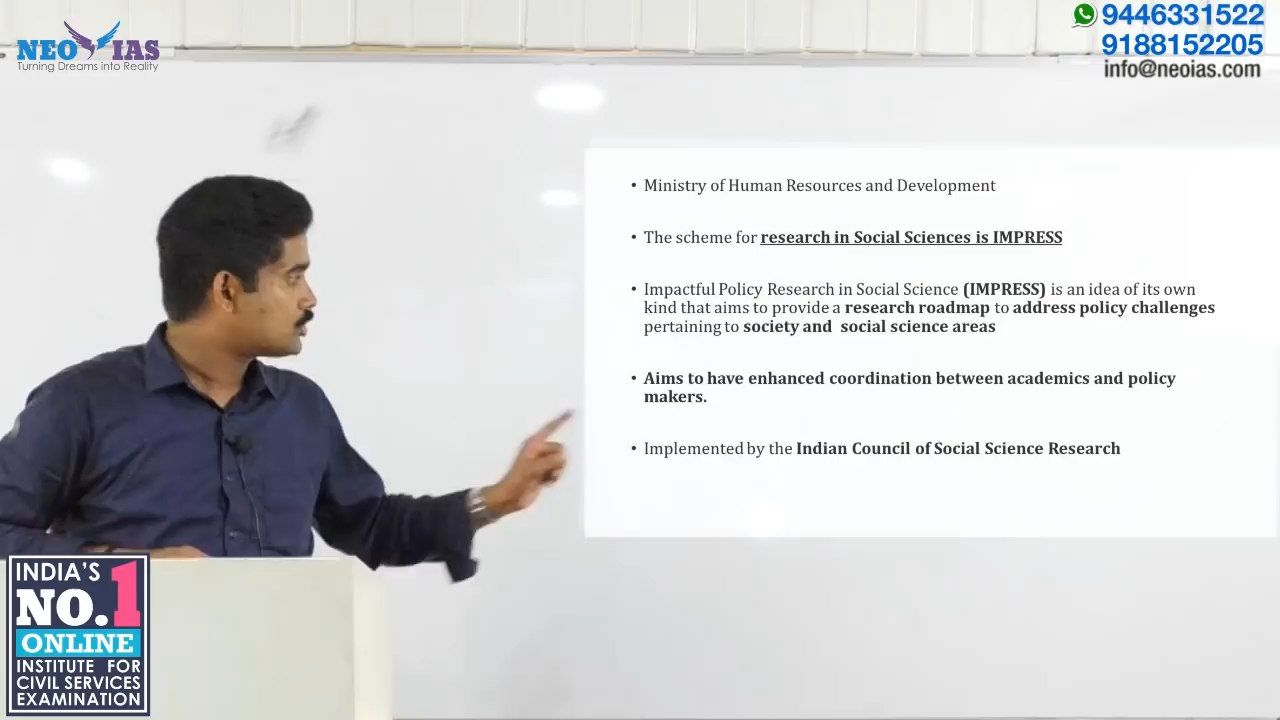 NEO IAS
Turning Dreams into Reality
9446331522
9188152205
info@neoias.com
• Ministry of Human Resources and Development
• The scheme for research in Social Sciences is IMPRESS
• Impactful Policy Research in Social Science (IMPRESS) is an idea of its own
kind that aims to provide a research roadmap to address policy challenges
pertaining to society and social science areas
• Aims to have enhanced coordination between academics and policy
makers.
• Implemented by the Indian Council of Social Science Research
INDIA'S
NO.1
ONLINE
INSTITUTE FOR
CIVIL SERVICES
EXAMINATION